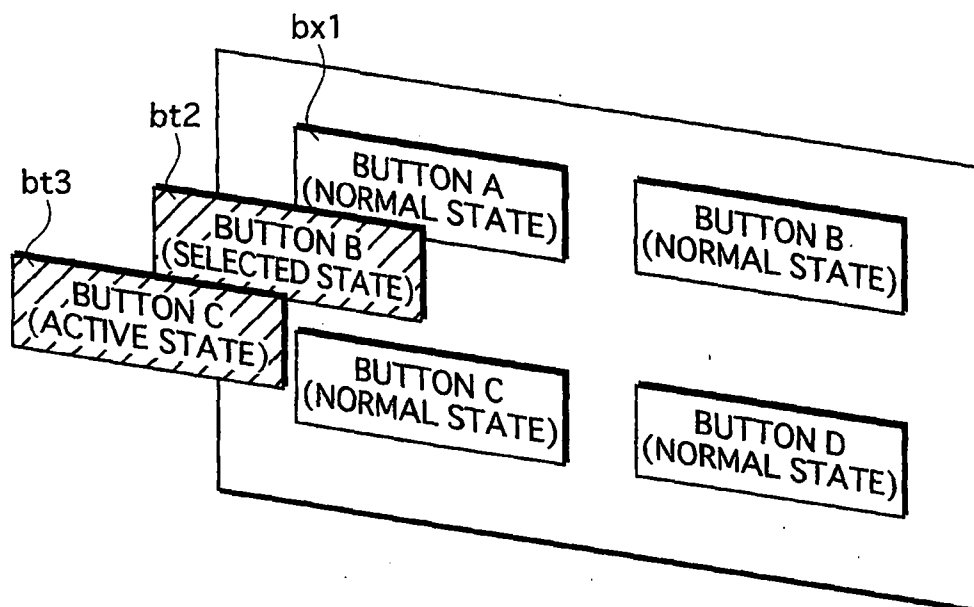 bx1
bt2
bt3
BUTTON A
(NORMAL STATE)
BUTTON B
(SELECTED STATE)
BUTTON B
(NORMAL STATE)
BUTTON C
(ACTIVE STATE)
BUTTON C
(NORMAL STATE)
BUTTON D
(NORMAL STATE)